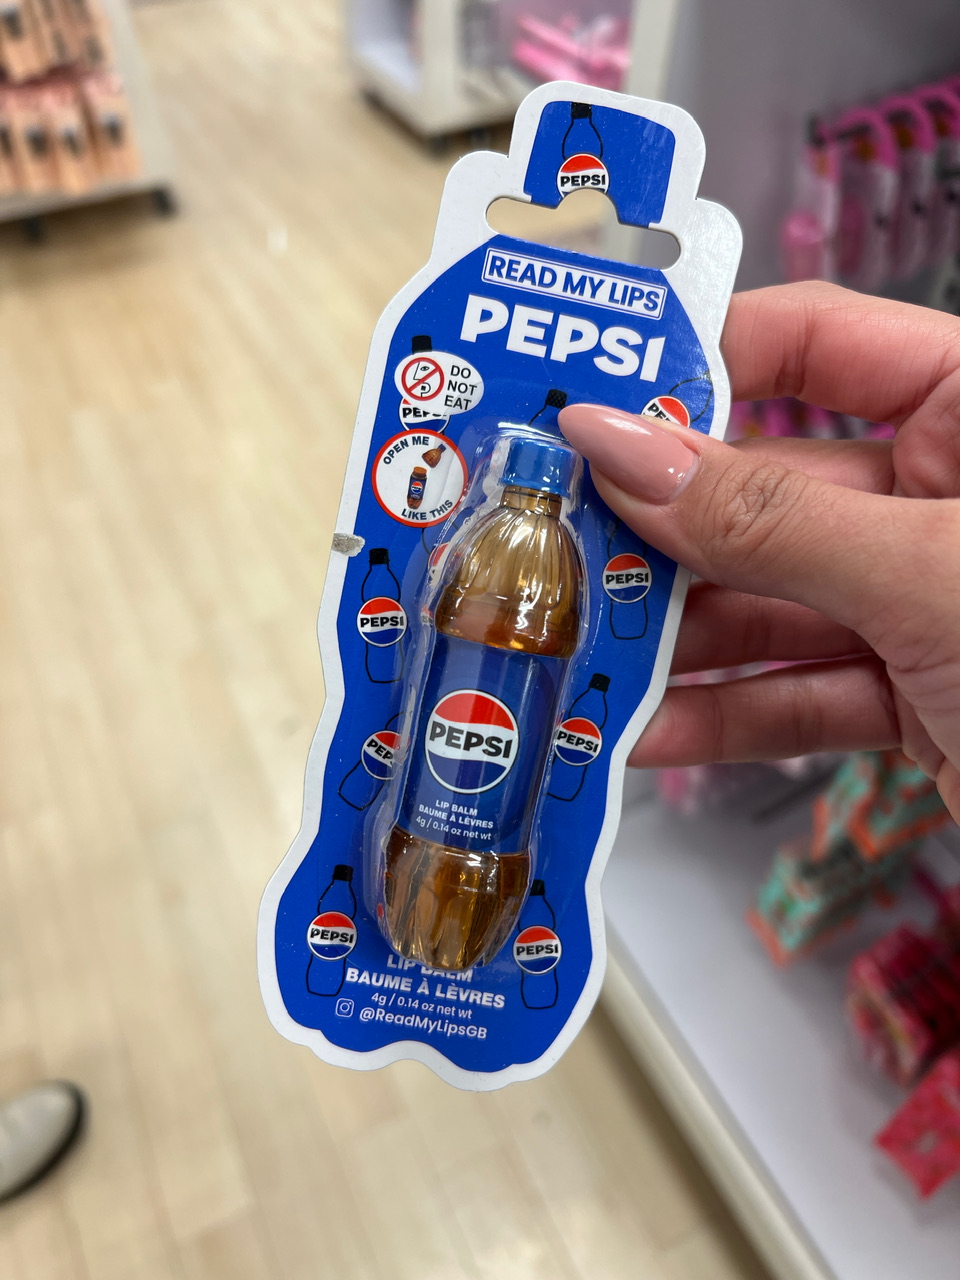 PEPSI
READ MY LIPS
PEPSI
DO
NOT
EAT
PEPSI
OPEN ME
LIKE THIS
PEPSI
PEPSI
PEPSI
PEPSI
PEPSI
LIP BALM
BAUME À LÈVRES
4g / 0.14 oz net wt
PEPSI
PEPSI
LIP BALM
BAUME À LÈVRES
4g / 0.14 oz net wt
@ReadMyLipsGB